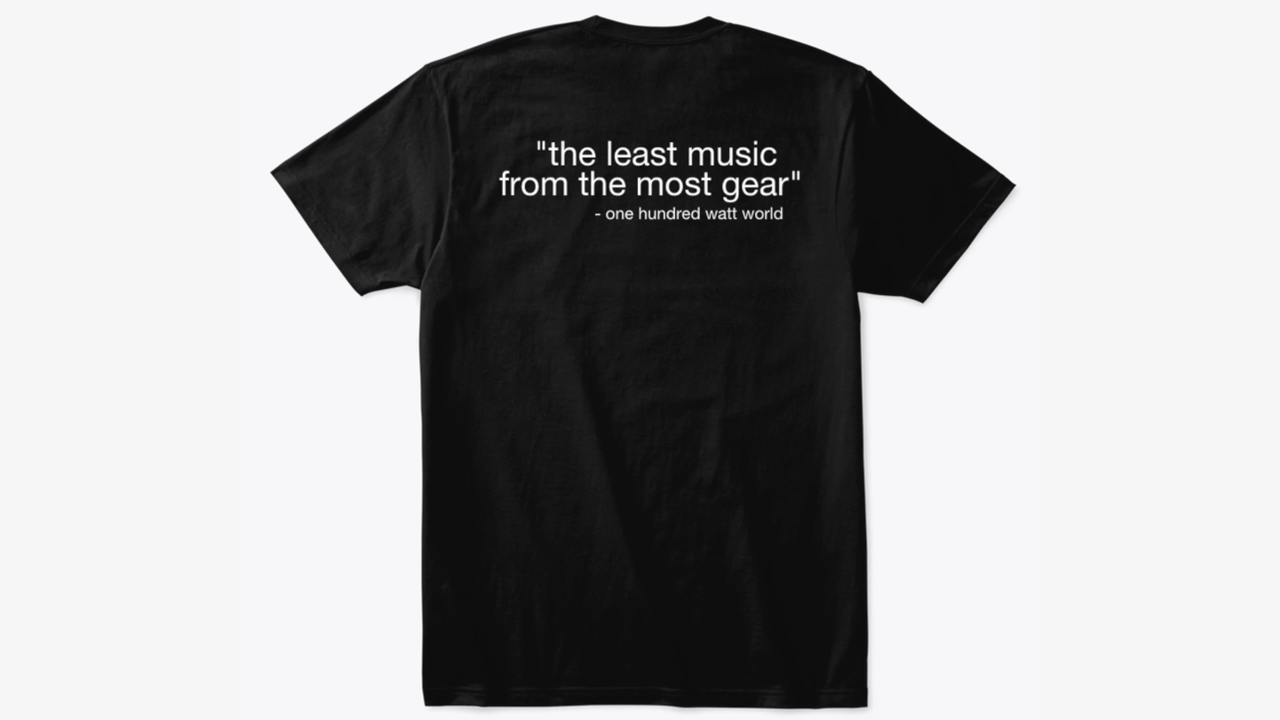 "the least music
from the most gear"
- one hundred watt world